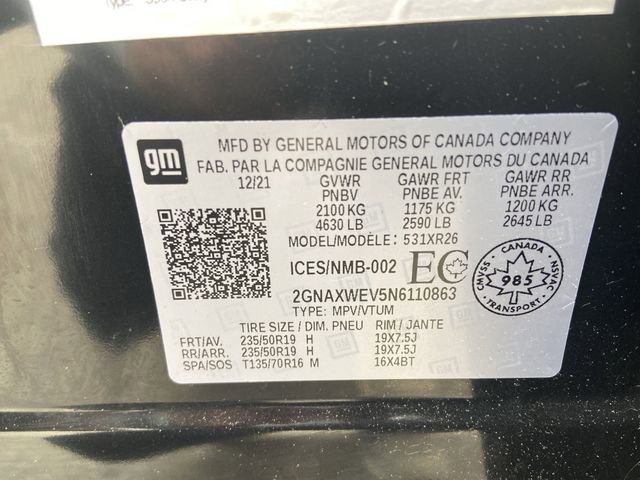 gm
MFD BY GENERAL MOTORS OF CANADA COMPANY
FAB. PAR LA COMPAGNIE GENERAL MOTORS DU CANADA
12/21 GVWR GAWR FRT GAWR RR
PNBV PNBE AV. PNBE ARR.
2100 KG 1175 KG 1200 KG
4630 LB 2590 LB 2645 LB
MODEL/MODÈLE: 531XR26
ICES/NMB-002 EC
CANADA
CMVSS 985 NSVAC
2GNAXWEV5N6110863
TYPE: MPV/VTUM
TIRE SIZE / DIM. PNEU RIM / JANTE
FRT/AV. 235/50R19 H 19X7.5J
RR/ARR. 235/50R19 H 19X7.5J
SPA/SOS T135/70R16 M 16X4BT